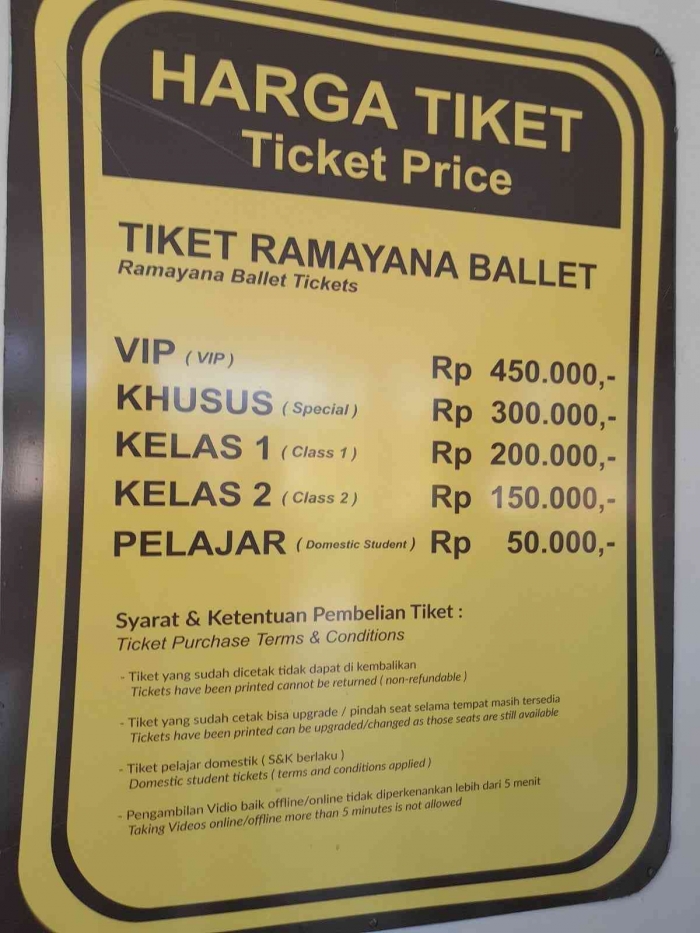 HARGA TIKET
Ticket Price
TIKET RAMAYANA BALLET
Ramayana Ballet Tickets
VIP ( VIP ) Rp 450.000,-
KHUSUS ( Special ) Rp 300.000,-
KELAS 1 ( Class 1 ) Rp 200.000,-
KELAS 2 ( Class 2 ) Rp 150.000,-
PELAJAR ( Domestic Student ) Rp 50.000,-
Syarat & Ketentuan Pembelian Tiket :
Ticket Purchase Terms & Conditions
- Tiket yang sudah dicetak tidak dapat di kembalikan
Tickets have been printed cannot be returned ( non-refundable )
- Tiket yang sudah cetak bisa upgrade / pindah seat selama tempat masih tersedia
Tickets have been printed can be upgraded/changed as those seats are still available
- Tiket pelajar domestik ( S&K berlaku )
Domestic student tickets ( terms and conditions applied )
- Pengambilan Vidio baik offline/online tidak diperkenankan lebih dari 5 menit
Taking Videos online/offline more than 5 minutes is not allowed